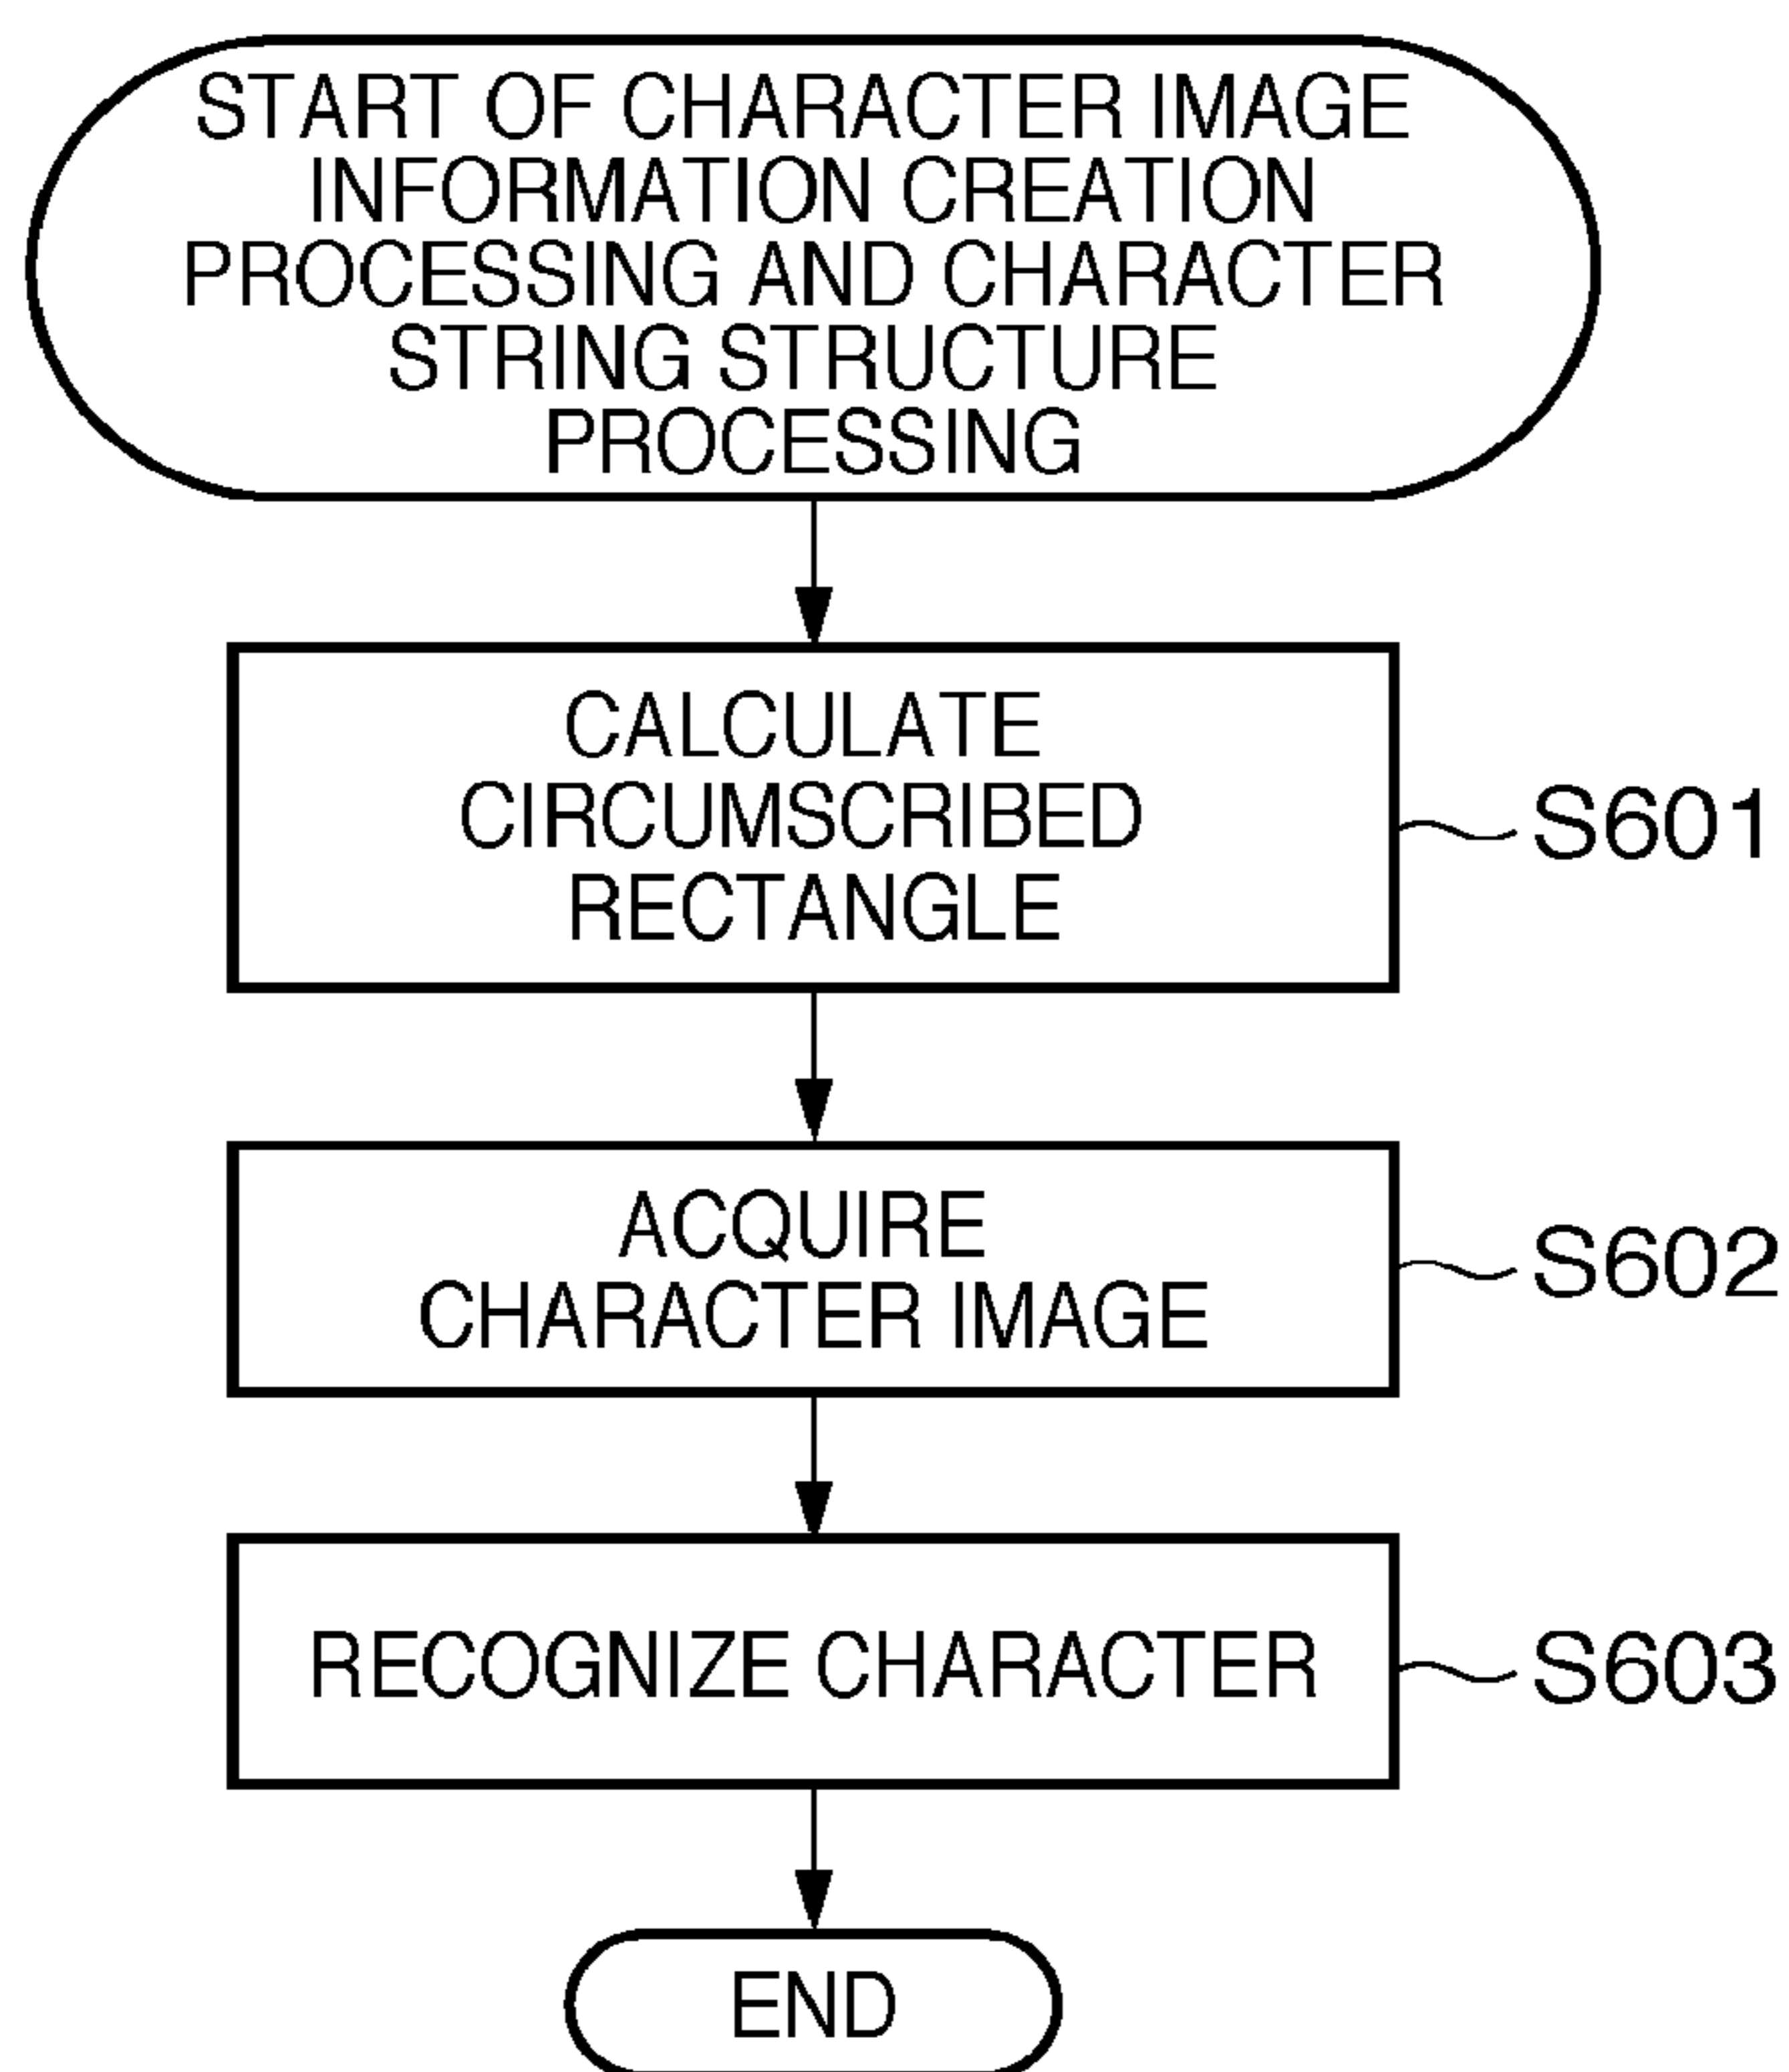 START OF CHARACTER IMAGE
INFORMATION CREATION
PROCESSING AND CHARACTER
STRING STRUCTURE
PROCESSING
CALCULATE
CIRCUMSCRIBED
RECTANGLE
S601
ACQUIRE
CHARACTER IMAGE
S602
RECOGNIZE CHARACTER
S603
END